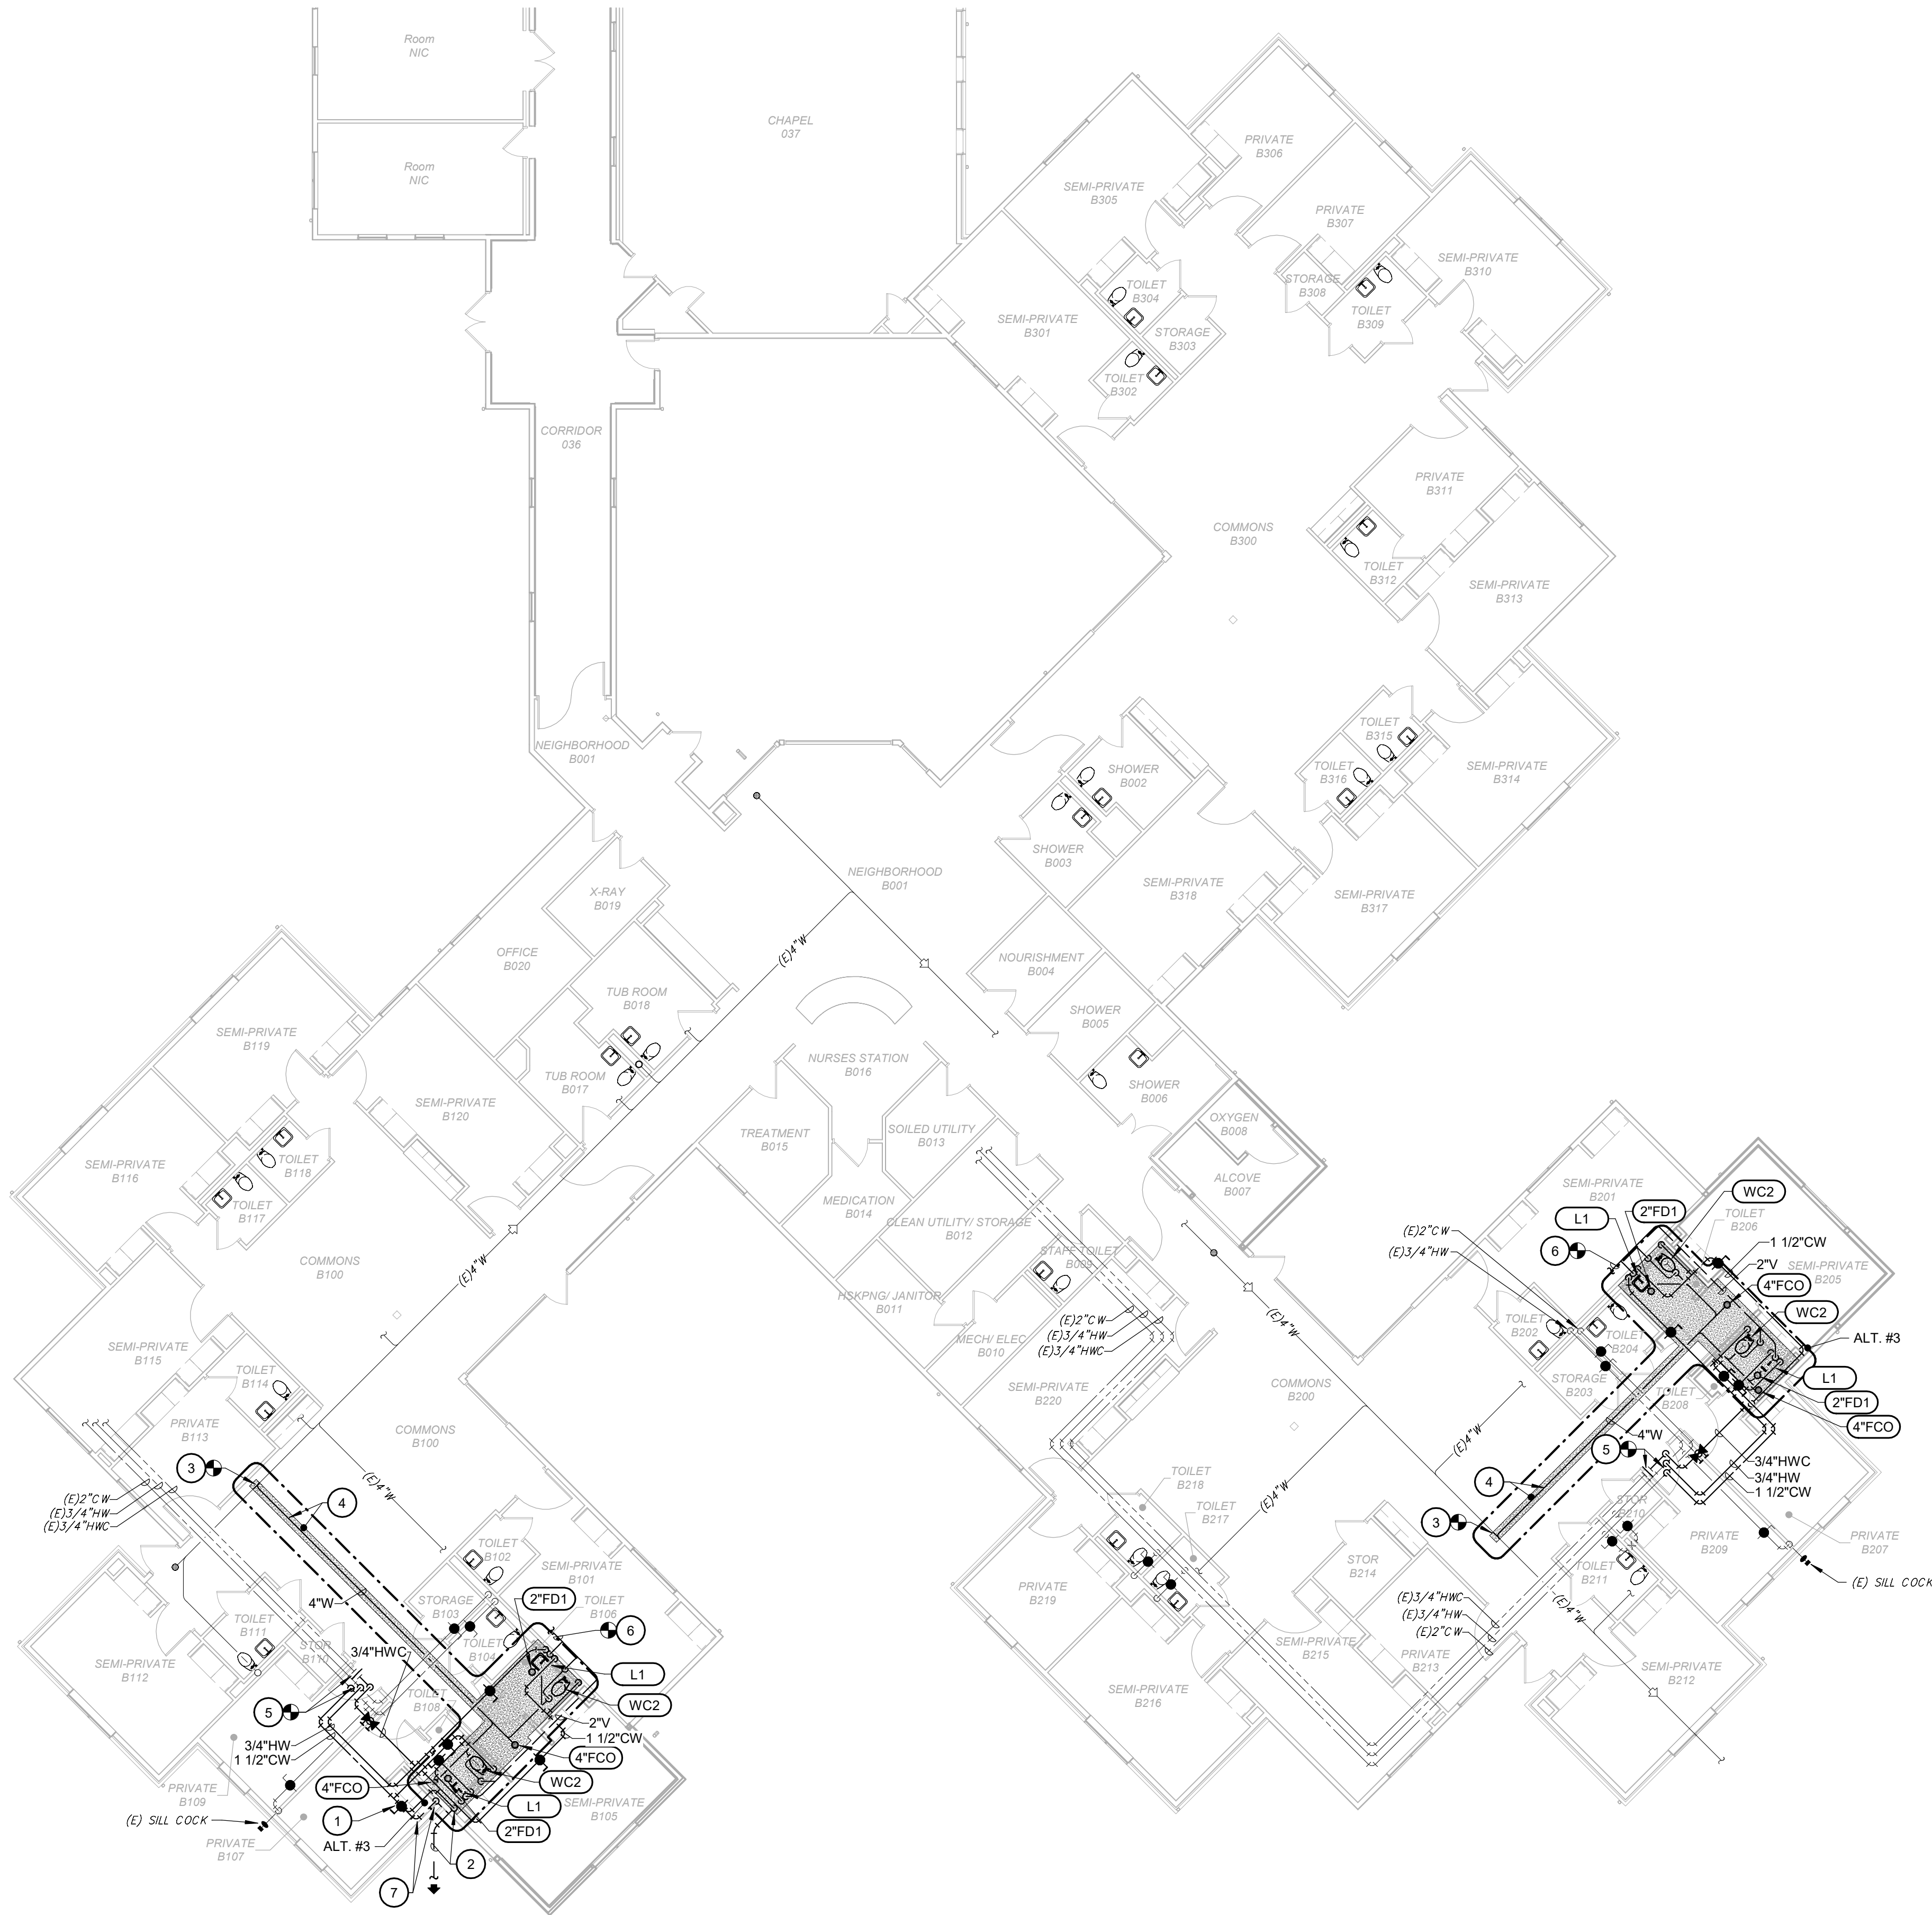 Room
NIC
CHAPEL
037
PRIVATE
B306
Room
NIC
SEMI-PRIVATE
B305
PRIVATE
B307
SEMI-PRIVATE
B310
TOILET
B304
STORAGE
B308
TOILET
B309
SEMI-PRIVATE
B301
STORAGE
B303
TOILET
B302
CORRIDOR
036
PRIVATE
B311
COMMONS
B300
TOILET
B312
SEMI-PRIVATE
B313
NEIGHBORHOOD
B001
TOILET
B315
SHOWER
B002
TOILET
B316
SEMI-PRIVATE
B314
SHOWER
B003
NEIGHBORHOOD
B001
SEMI-PRIVATE
B318
SEMI-PRIVATE
B317
X-RAY
B019
OFFICE
B020
(E)4"W
NOURISHMENT
B004
TUB ROOM
B018
SHOWER
B005
SEMI-PRIVATE
B119
NURSES STATION
B016
TUB ROOM
B017
SHOWER
B006
SEMI-PRIVATE
B120
OXYGEN
B008
TREATMENT
B015
SOILED UTILITY
B013
SEMI-PRIVATE
B116
TOILET
B118
ALCOVE
B007
SEMI-PRIVATE
B201
WC2
TOILET
B117
MEDICATION
B014
2"FD1
L1
TOILET
B206
CLEAN UTILITY/ STORAGE
B012
(E)2"CW
(E)3/4"HW
6
1 1/2"CW
STAFF TOILET
B009
COMMONS
B100
(E)4"W
2"V
SEMI-PRIVATE
B205
4"FCO
HSKPNG/ JANITOR
B011
WC2
(E)2"CW
(E)3/4"HW
(E)3/4"HWC
(E)4"W
TOILET
B202
TOILET
B204
ALT. #3
MECH/ ELEC
B010
SEMI-PRIVATE
B115
TOILET
B114
L1
SEMI-PRIVATE
B220
COMMONS
B200
STORAGE
B203
TOILET
B208
2"FD1
4"FCO
PRIVATE
B113
COMMONS
B100
4"W
(E)4"W
5
3/4"HWC
3/4"HW
1 1/2"CW
3
4
(E)4"W
TOILET
B218
4
(E)2"CW
(E)3/4"HW
(E)3/4"HWC
(E)4"W
TOILET
B217
STOR
B210
3
PRIVATE
B209
PRIVATE
B207
TOILET
B102
SEMI-PRIVATE
B101
STOR
B214
TOILET
B211
(E) SILL COCK
PRIVATE
B219
4"W
STORAGE
B103
2"FD1
TOILET
B106
(E)3/4"HWC
(E)3/4"HW
(E)2"CW
(E)4"W
TOILET
B111
6
STOR
B110
3/4"HWC
TOILET
B104
SEMI-PRIVATE
B215
PRIVATE
B213
SEMI-PRIVATE
B112
L1
SEMI-PRIVATE
B212
SEMI-PRIVATE
B216
TOILET
B108
WC2
5
2"V
3/4"HW
1 1/2"CW
1 1/2"CW
4"FCO
PRIVATE
B109
4"FCO
WC2
SEMI-PRIVATE
B105
L1
(E) SILL COCK
1
2"FD1
PRIVATE
B107
ALT. #3
2
7